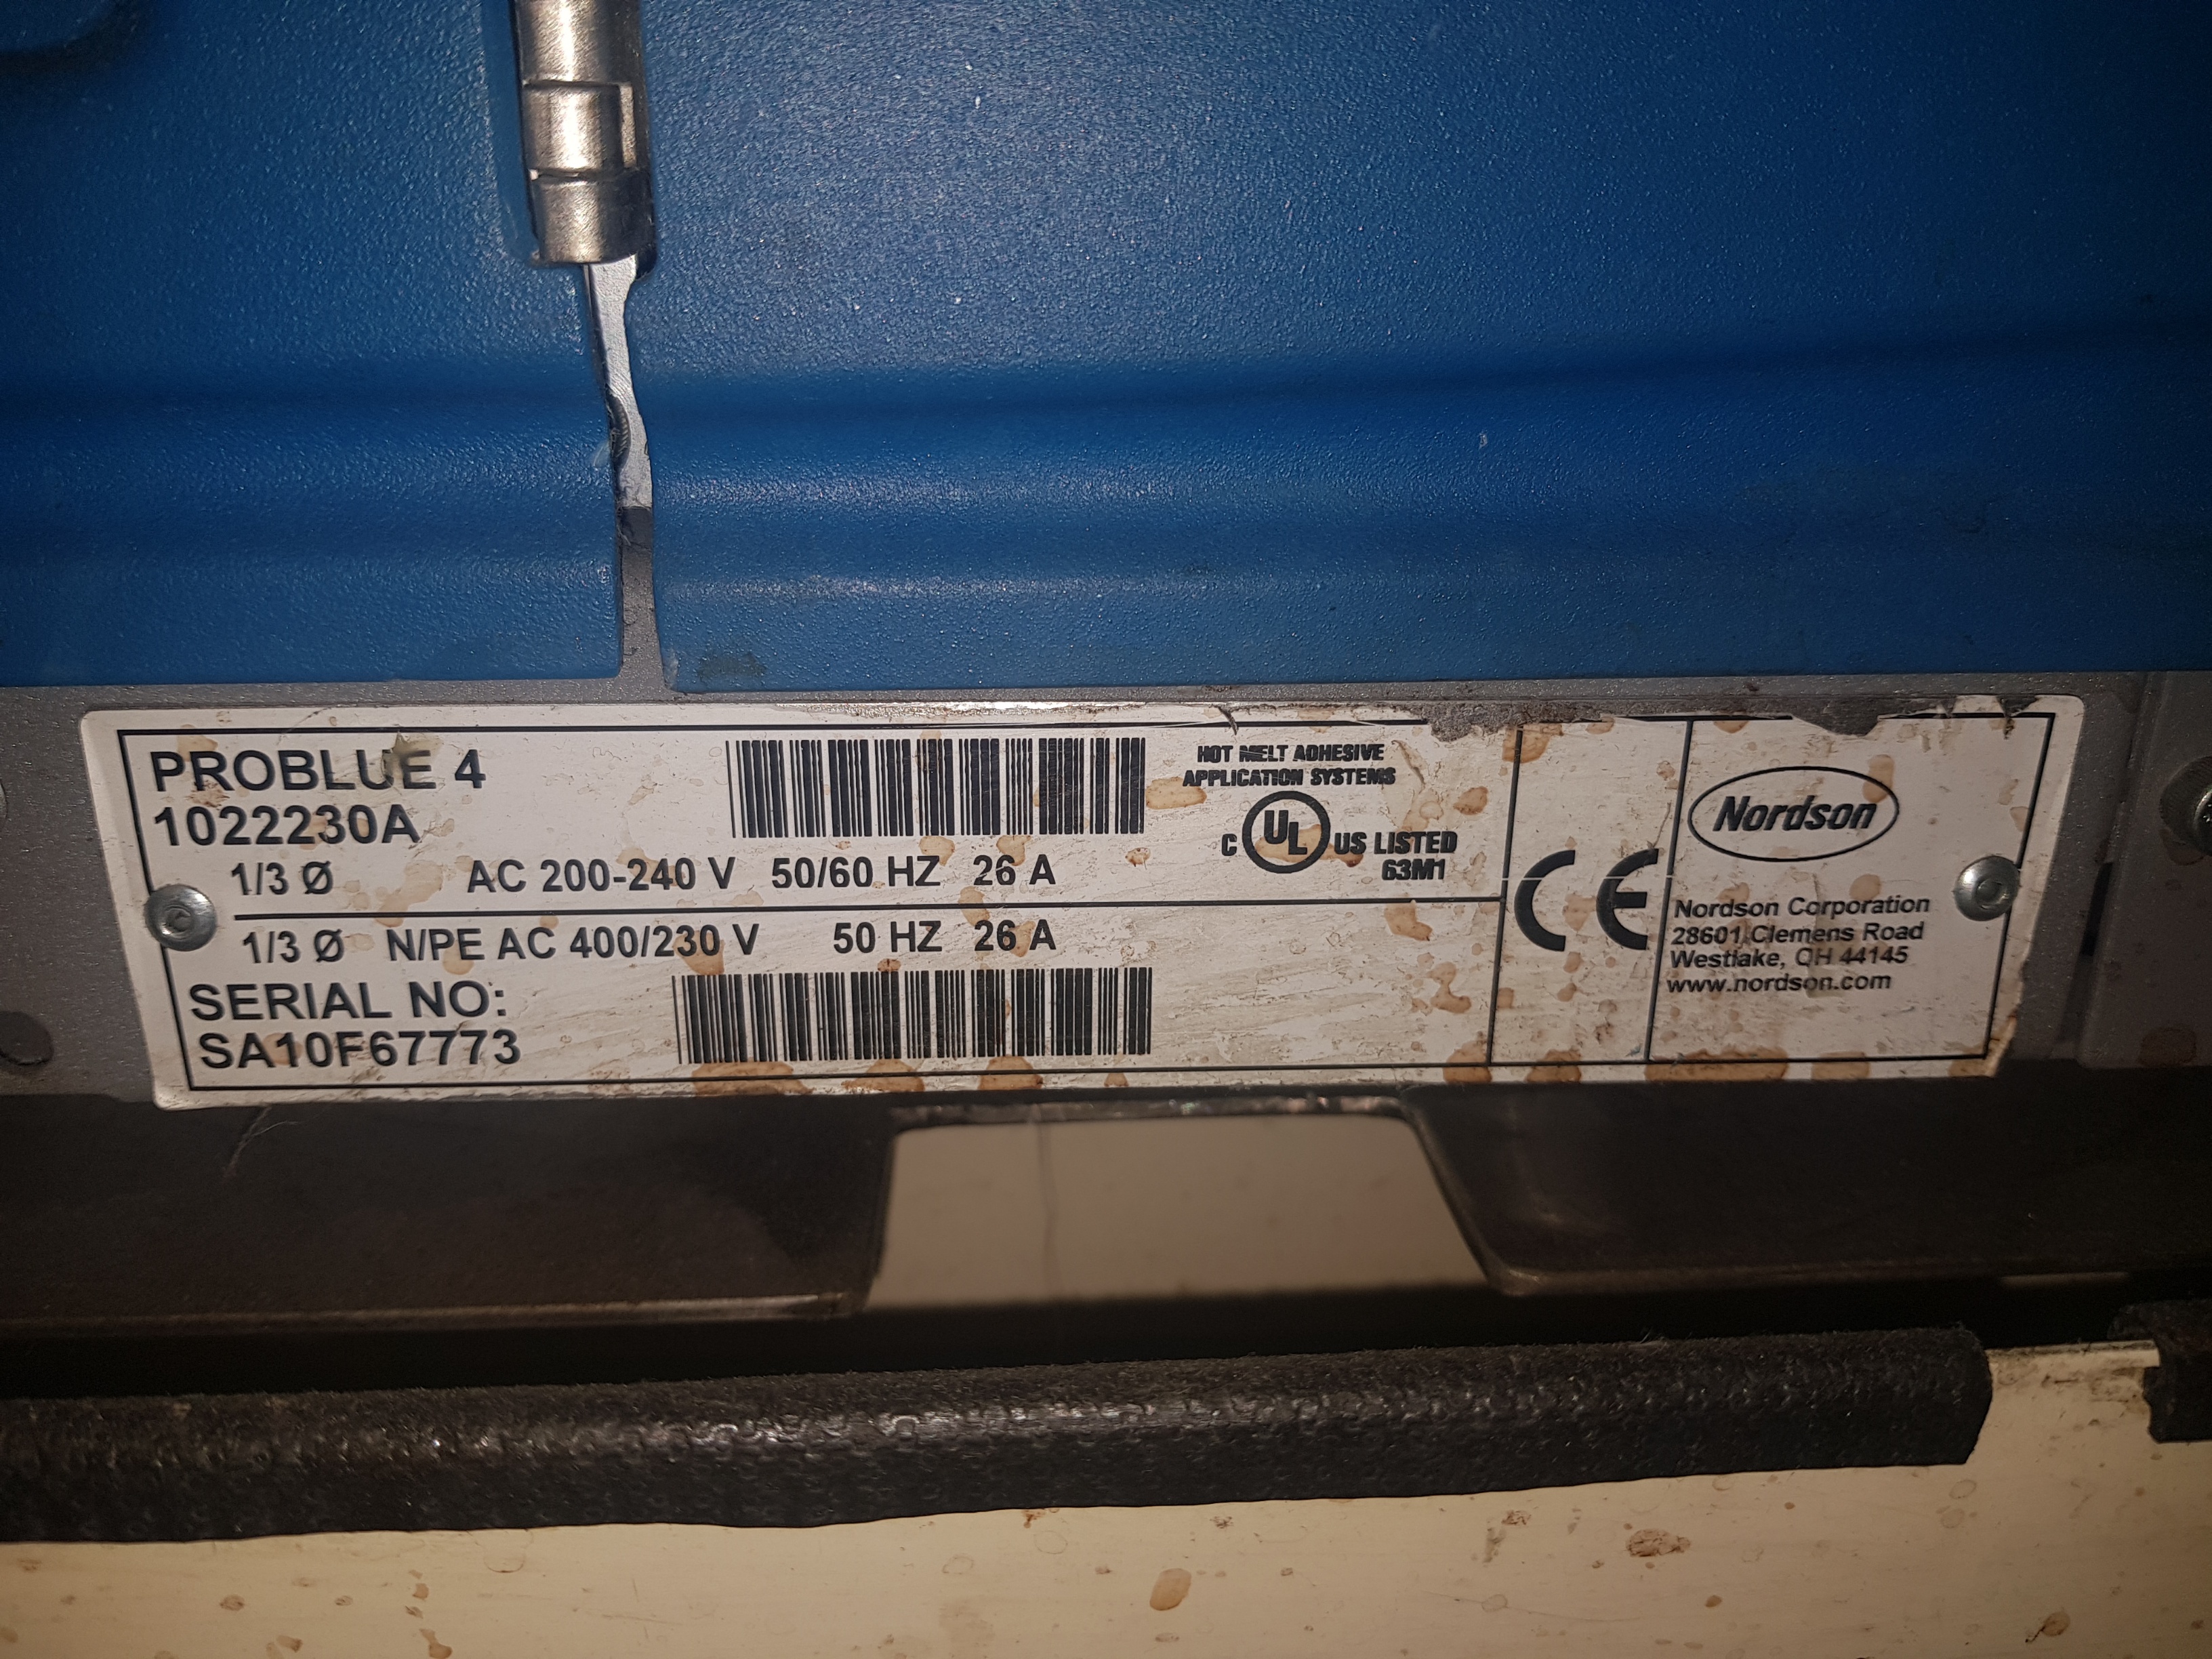 PROBLUE 4
1022230A
1/3 Ø AC 200-240 V 50/60 HZ 26 A
1/3 Ø N/PE AC 400/230 V 50 HZ 26 A
SERIAL NO:
SA10F67773
HOT MELT ADHESIVE
APPLICATION SYSTEMS
C UL US LISTED
63M1
CE
Nordson
Nordson Corporation
28601 Clemens Road
Westlake, OH 44145
www.nordson.com